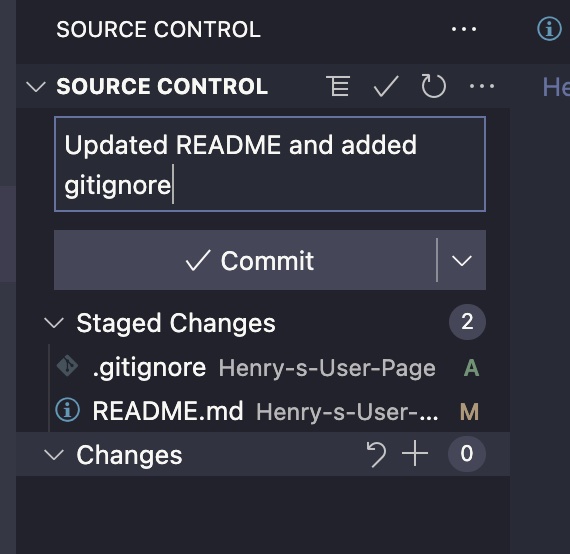 SOURCE CONTROL
SOURCE CONTROL
He
Updated README and added
gitignore
Commit
Staged Changes 2
.gitignore Henry-s-User-Page A
README.md Henry-s-User-... M
Changes 0